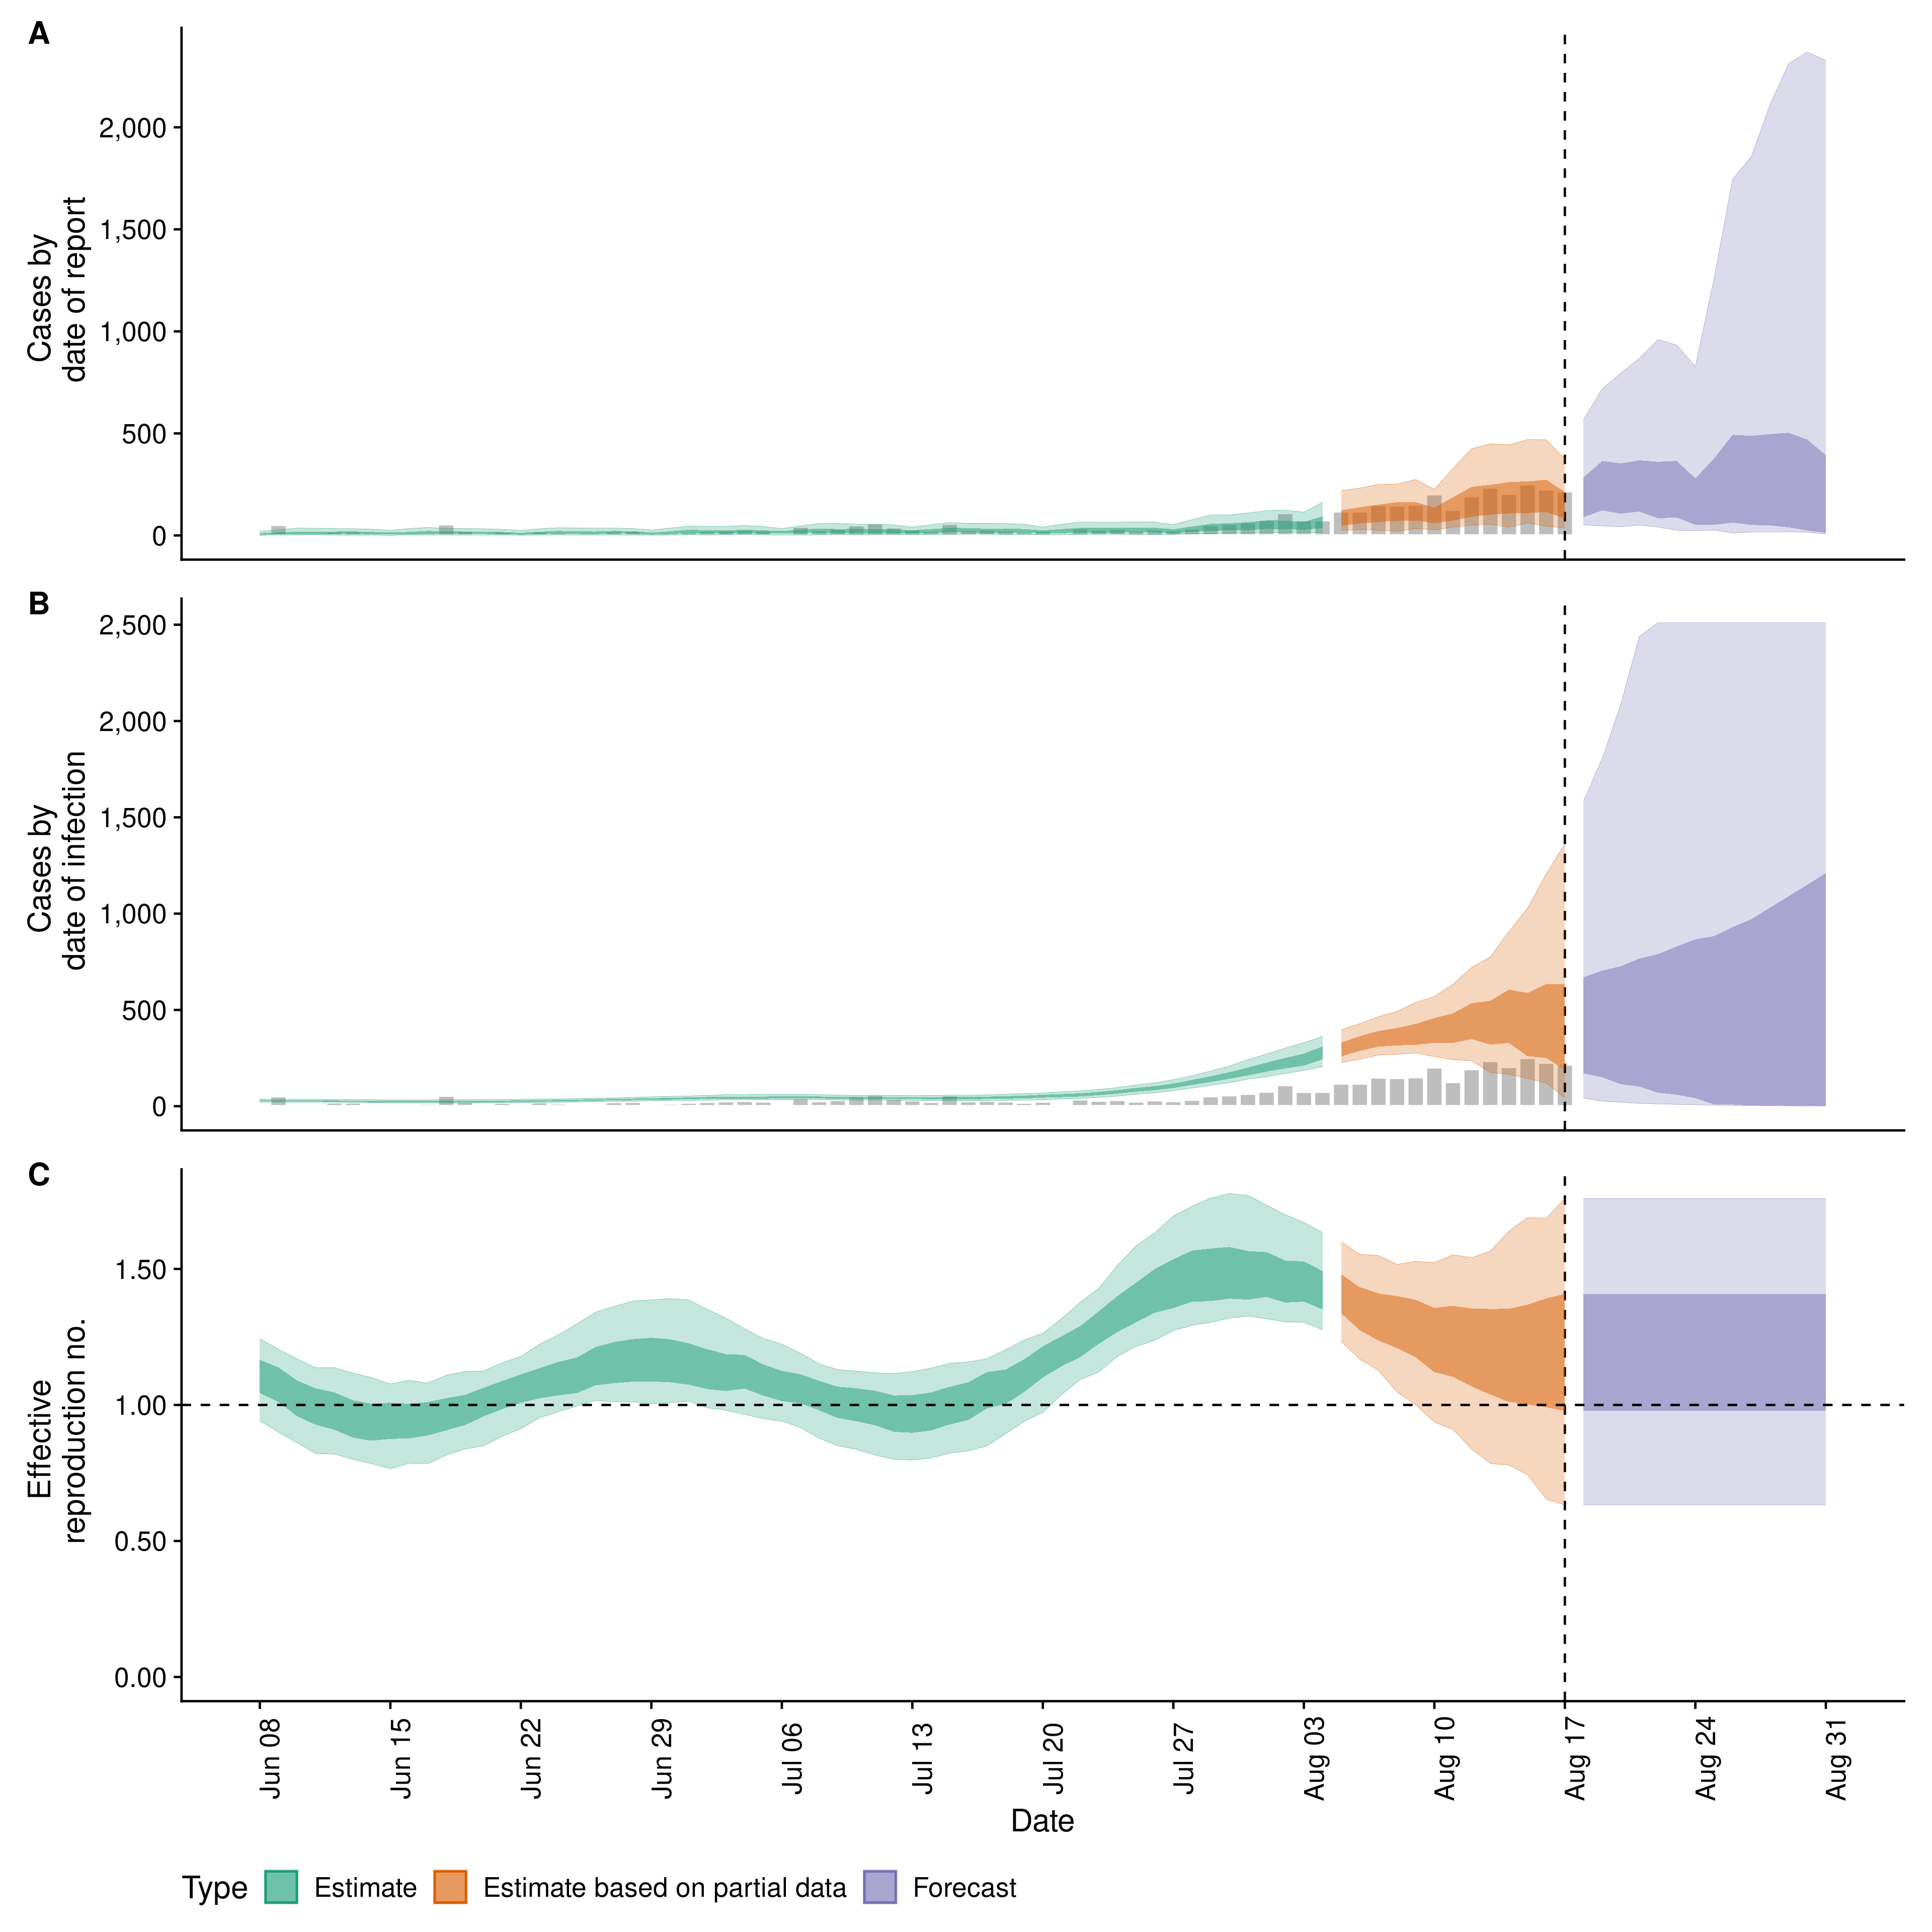 A
Cases by
date of report
2,000
1,500
1,000
500
0
B
Cases by
date of infection
2,500
2,000
1,500
1,000
500
0
C
Effective
reproduction no.
1.50
1.00
0.50
0.00
Jun 08
Jun 15
Jun 22
Jun 29
Jul 06
Jul 13
Jul 20
Jul 27
Aug 03
Aug 10
Aug 17
Aug 24
Aug 31
Date
Type Estimate Estimate based on partial data Forecast